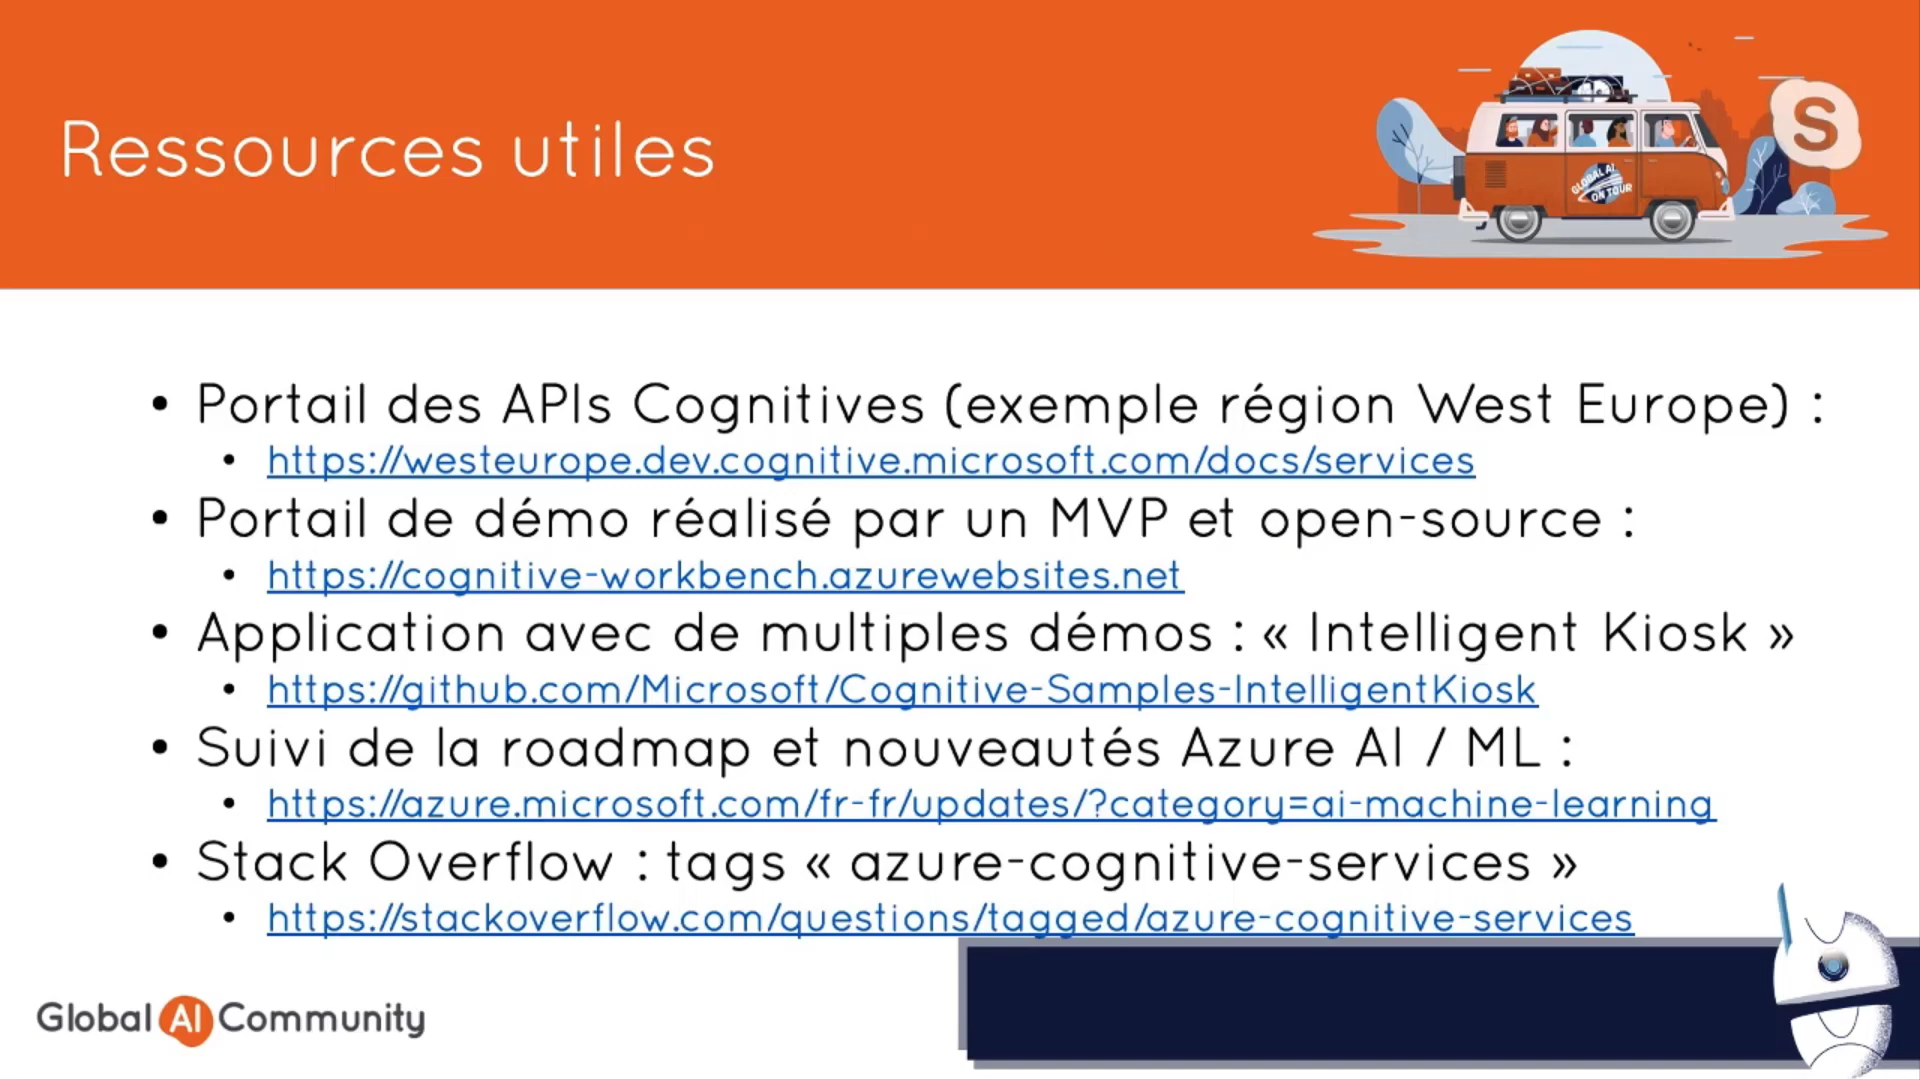 Ressources utiles
GLOBAL AI
ON TOUR
S
• Portail des APIs Cognitives (exemple région West Europe) :
• https://westeurope.dev.cognitive.microsoft.com/docs/services
• Portail de démo réalisé par un MVP et open-source :
• https://cognitive-workbench.azurewebsites.net
• Application avec de multiples démos : « Intelligent Kiosk »
• https://github.com/Microsoft/Cognitive-Samples-IntelligentKiosk
• Suivi de la roadmap et nouveautés Azure AI / ML :
• https://azure.microsoft.com/fr-fr/updates/?category=ai-machine-learning
• Stack Overflow : tags « azure-cognitive-services »
• https://stackoverflow.com/questions/tagged/azure-cognitive-services
Global AI Community